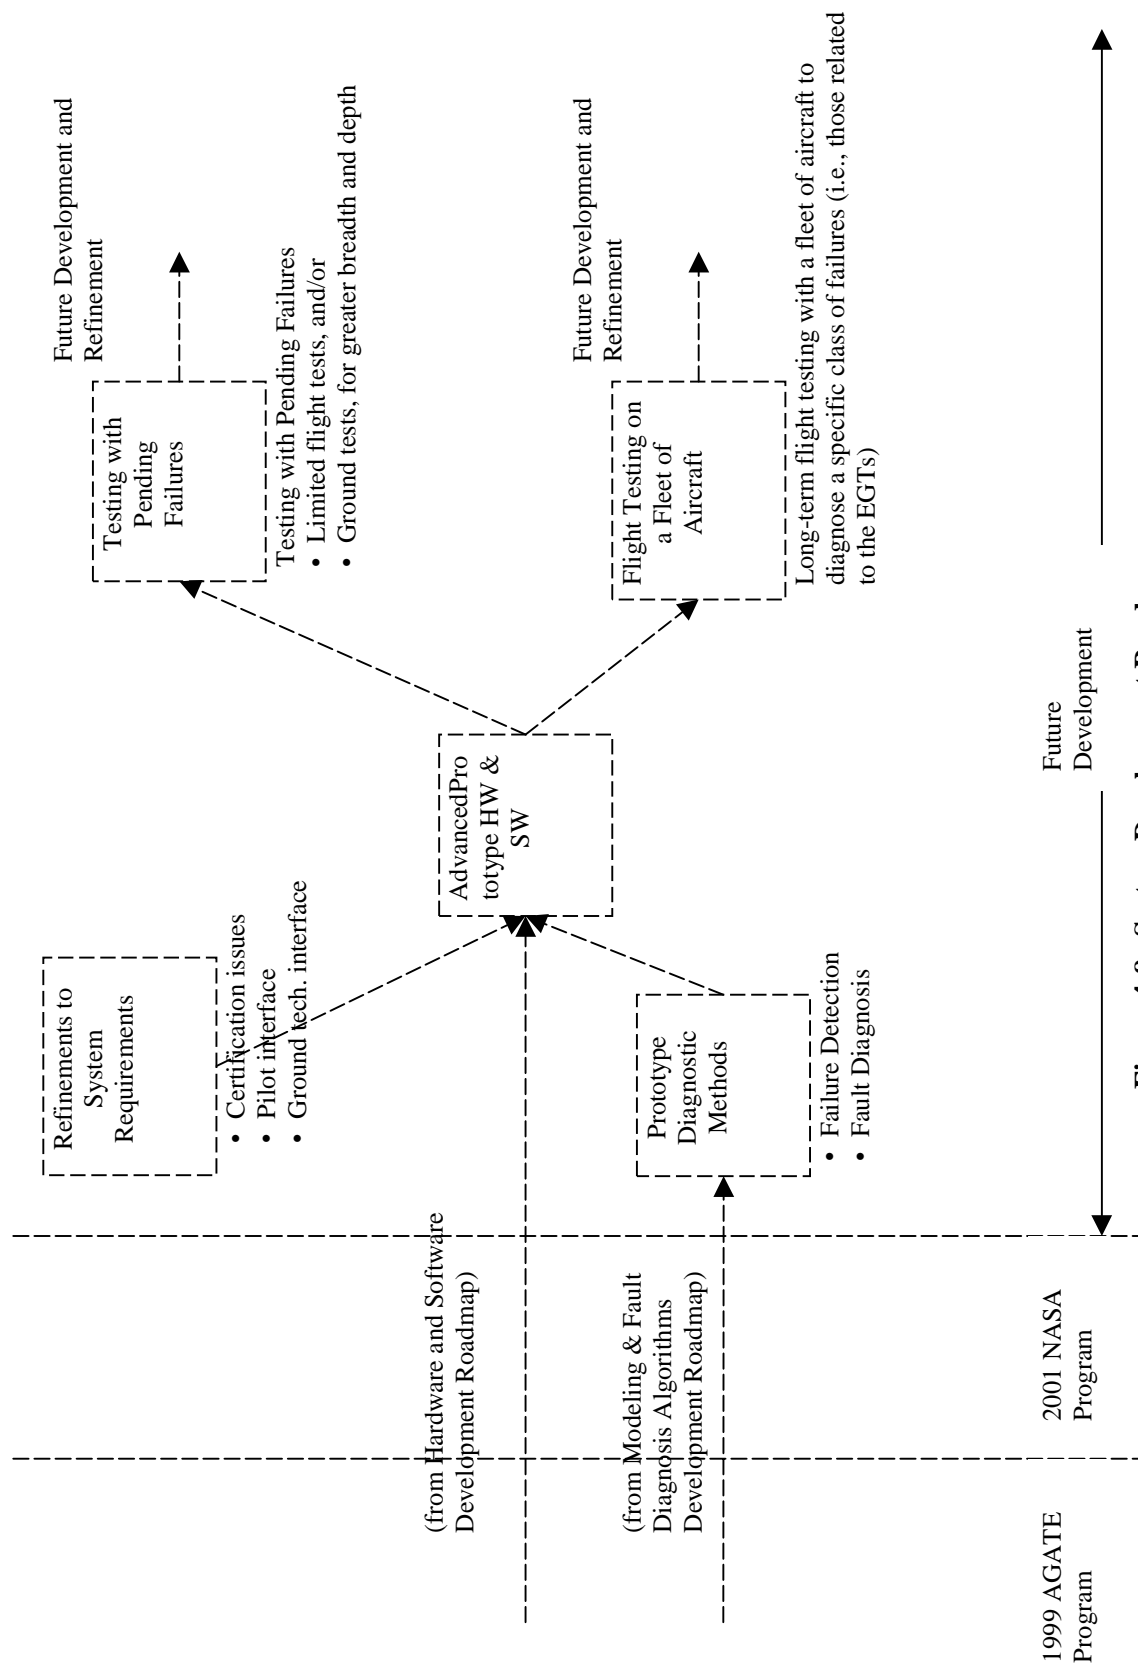 Refinements to
System
Requirements
• Certification issues
• Pilot interface
• Ground tech. interface
Testing with
Pending
Failures
Future Development and
Refinement
Testing with Pending Failures
• Limited flight tests, and/or
• Ground tests, for greater breadth and depth
(from Hardware and Software
Development Roadmap)
AdvancedPro
totype HW &
SW
(from Modeling & Fault
Diagnosis Algorithms
Development Roadmap)
Prototype
Diagnostic
Methods
• Failure Detection
• Fault Diagnosis
Flight Testing on
a Fleet of
Aircraft
Future Development and
Refinement
Long-term flight testing with a fleet of aircraft to
diagnose a specific class of failures (i.e., those related
to the EGTs)
1999 AGATE
Program
2001 NASA
Program
Future
Development